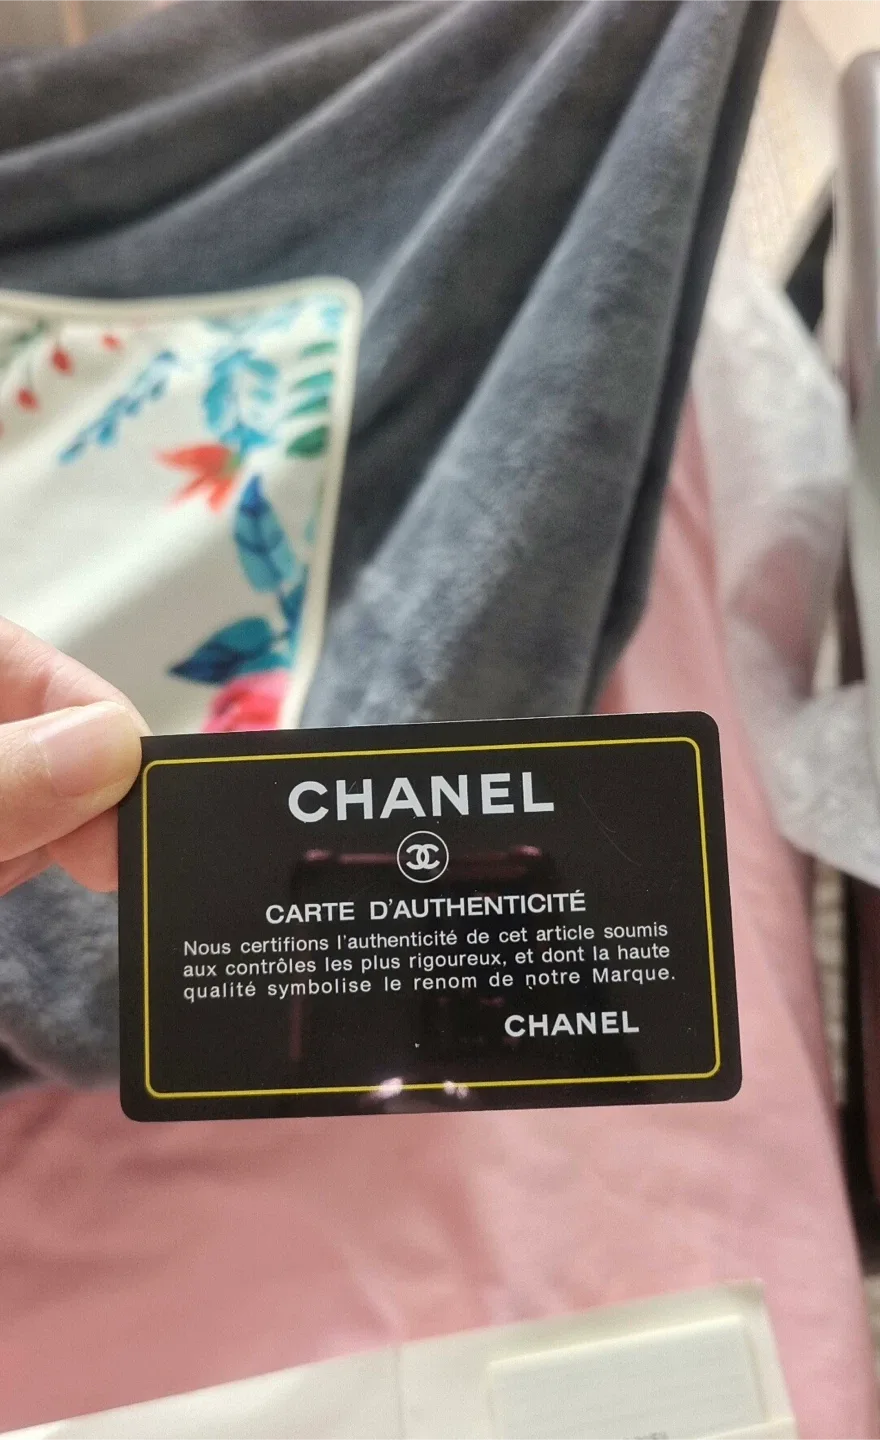 CHANEL
CARTE D'AUTHENTICITÉ
Nous certifions l'authenticité de cet article soumis
aux contrôles les plus rigoureux, et dont la haute
qualité symbolise le renom de notre Marque.
CHANEL